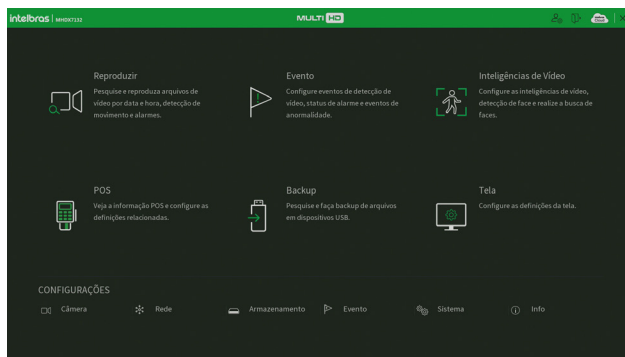 intelbras | MHDX7132
MULTI HD
Reproduzir
Pesquise e reproduza arquivos de
vídeo por data e hora, detecção de
movimento e alarmes.
Evento
Configure eventos de detecção de
vídeo, status de alarme e eventos de
anormalidade.
Inteligências de Vídeo
Configure as inteligências de vídeo,
detecção de face e realize a busca de
faces.
POS
Veja a informação POS e configure as
definições relacionadas.
Backup
Pesquise e faça backup de arquivos
em dispositivos USB.
Tela
Configure as definições da tela.
CONFIGURAÇÕES
Câmera
Rede
Armazenamento
Evento
Sistema
Info